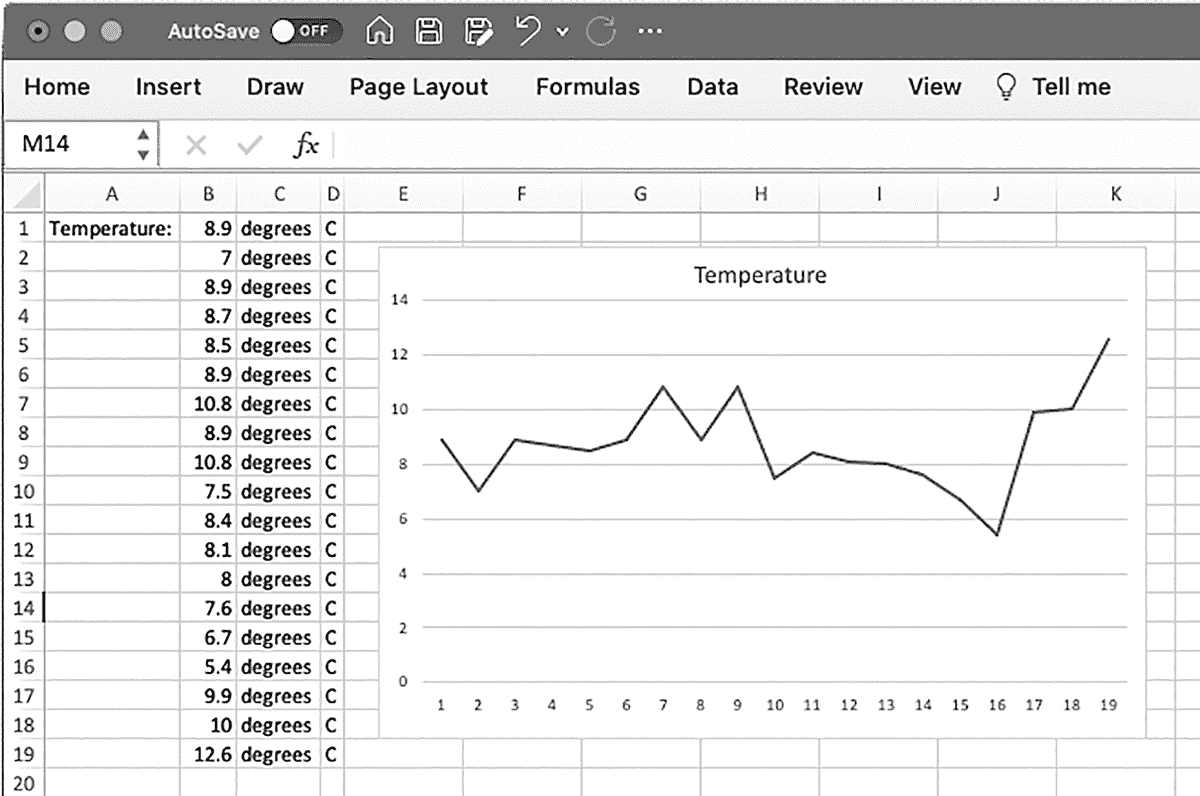 AutoSave OFF
Home Insert Draw Page Layout Formulas Data Review View Tell me
M14 fx
A B C D E F G H I J K
1 Temperature: 8.9 degrees C
2 7 degrees C
3 8.9 degrees C
4 8.7 degrees C
5 8.5 degrees C
6 8.9 degrees C
7 10.8 degrees C
8 8.9 degrees C
9 10.8 degrees C
10 7.5 degrees C
11 8.4 degrees C
12 8.1 degrees C
13 8 degrees C
14 7.6 degrees C
15 6.7 degrees C
16 5.4 degrees C
17 9.9 degrees C
18 10 degrees C
19 12.6 degrees C
20
Temperature
14
12
10
8
6
4
2
0
1 2 3 4 5 6 7 8 9 10 11 12 13 14 15 16 17 18 19